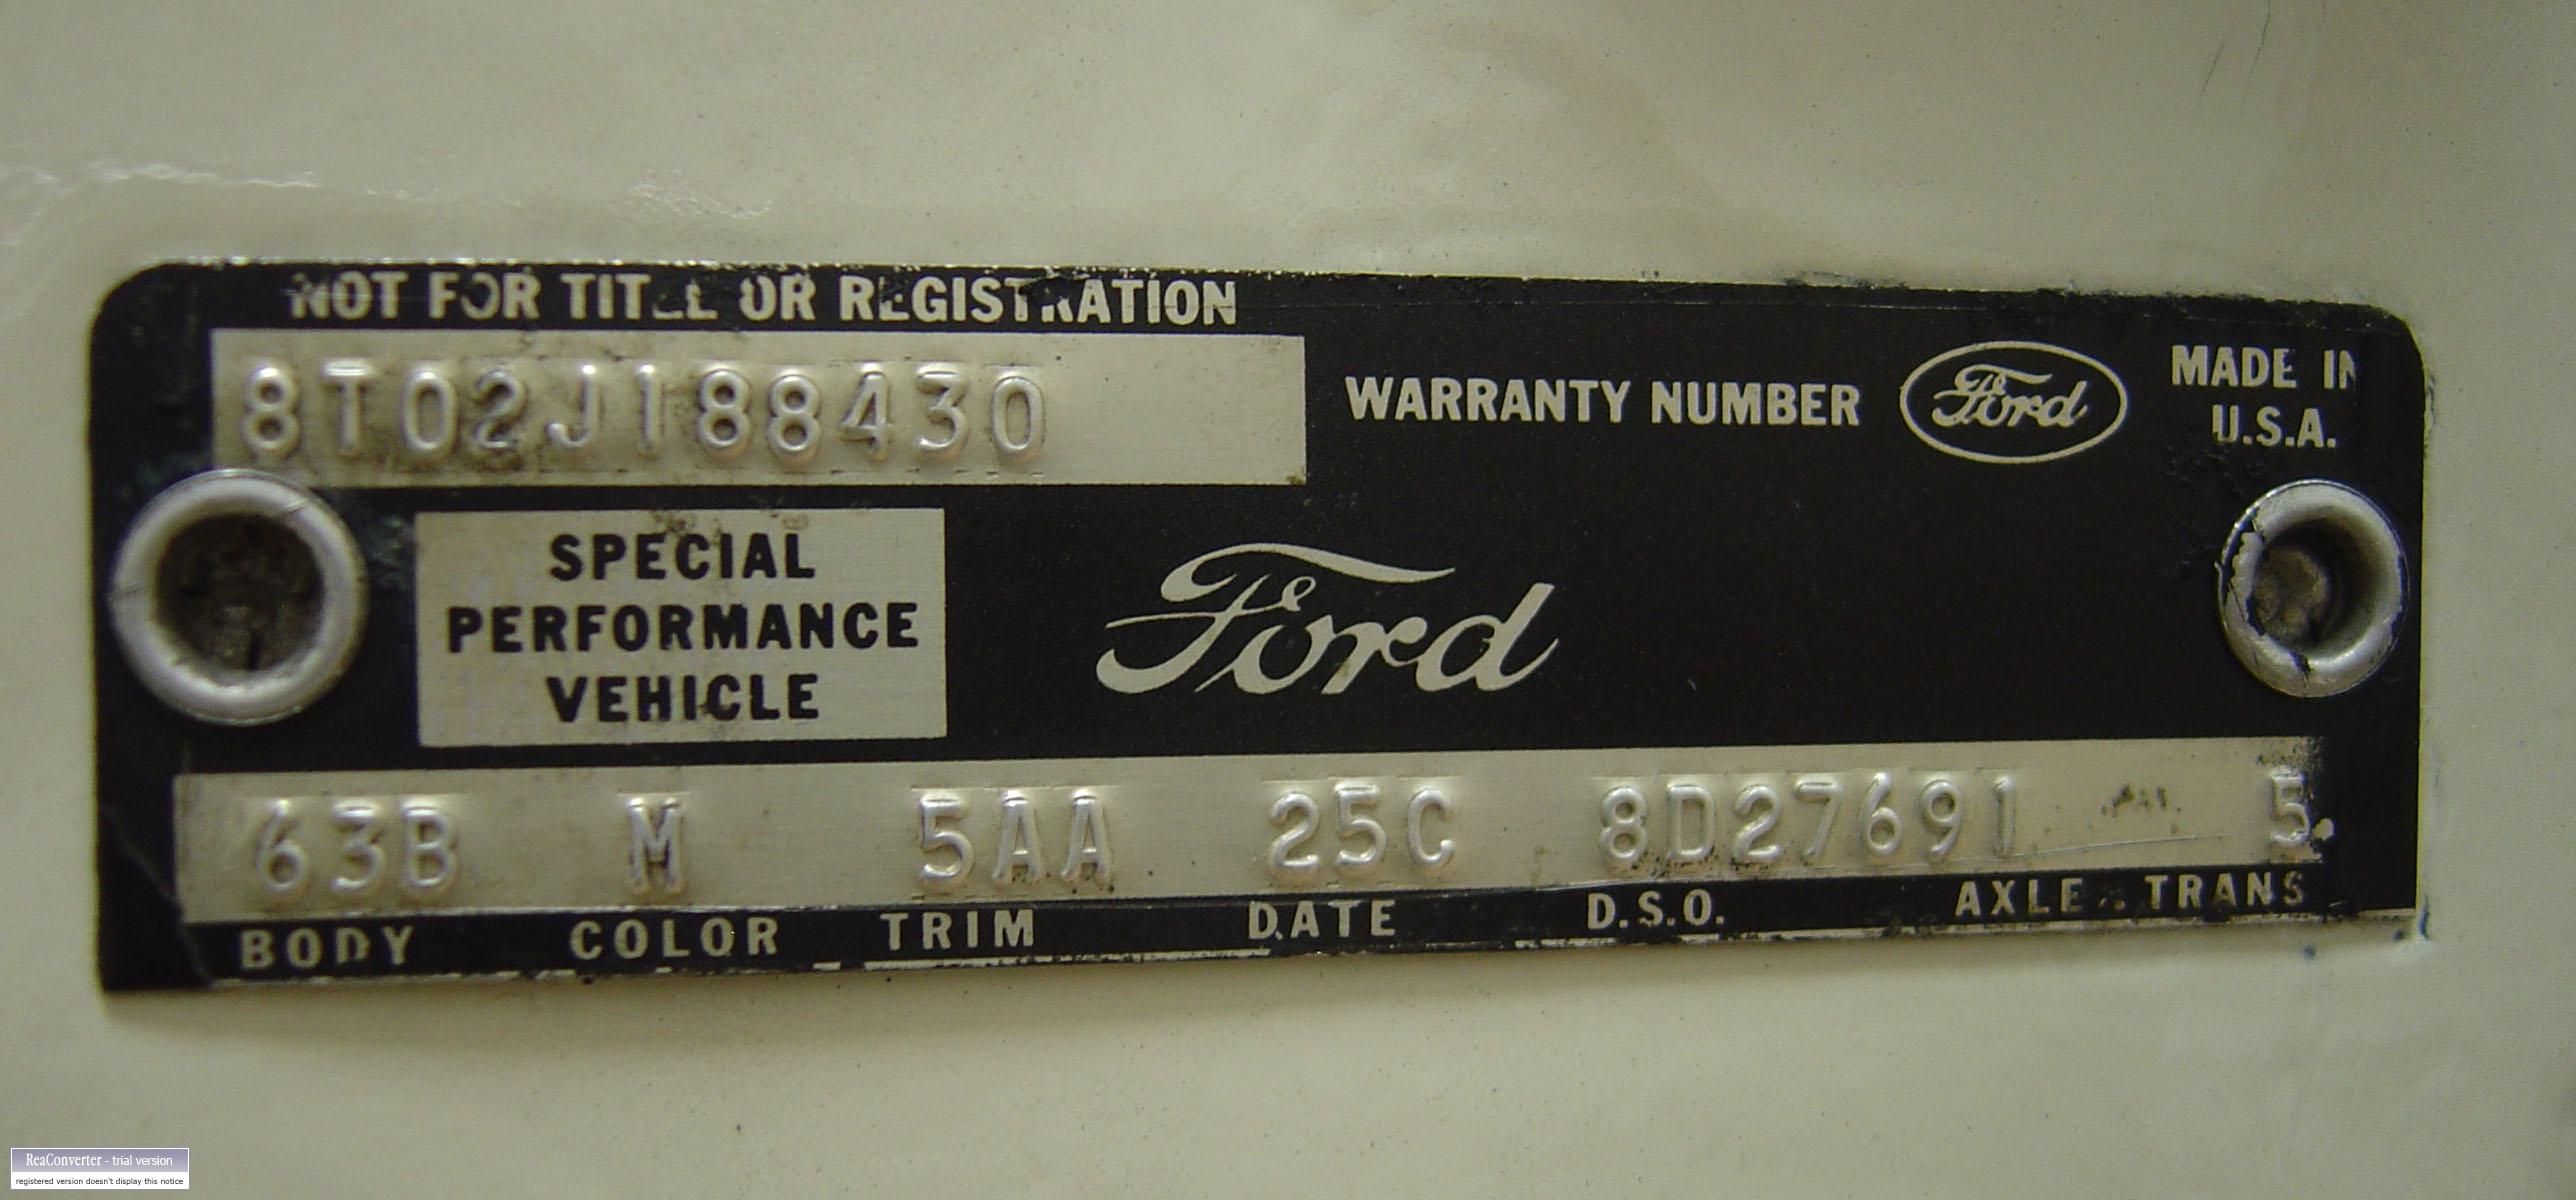 NOT FOR TITLE OR REGISTRATION
8T02J188430
WARRANTY NUMBER
Ford
MADE IN
U.S.A.
SPECIAL
PERFORMANCE
VEHICLE
Ford
63B M 5AA 25C 8D27691 5
BODY COLOR TRIM DATE D.S.O. AXLE TRANS
ReaConverter - trial version
registered version doesn't display this notice